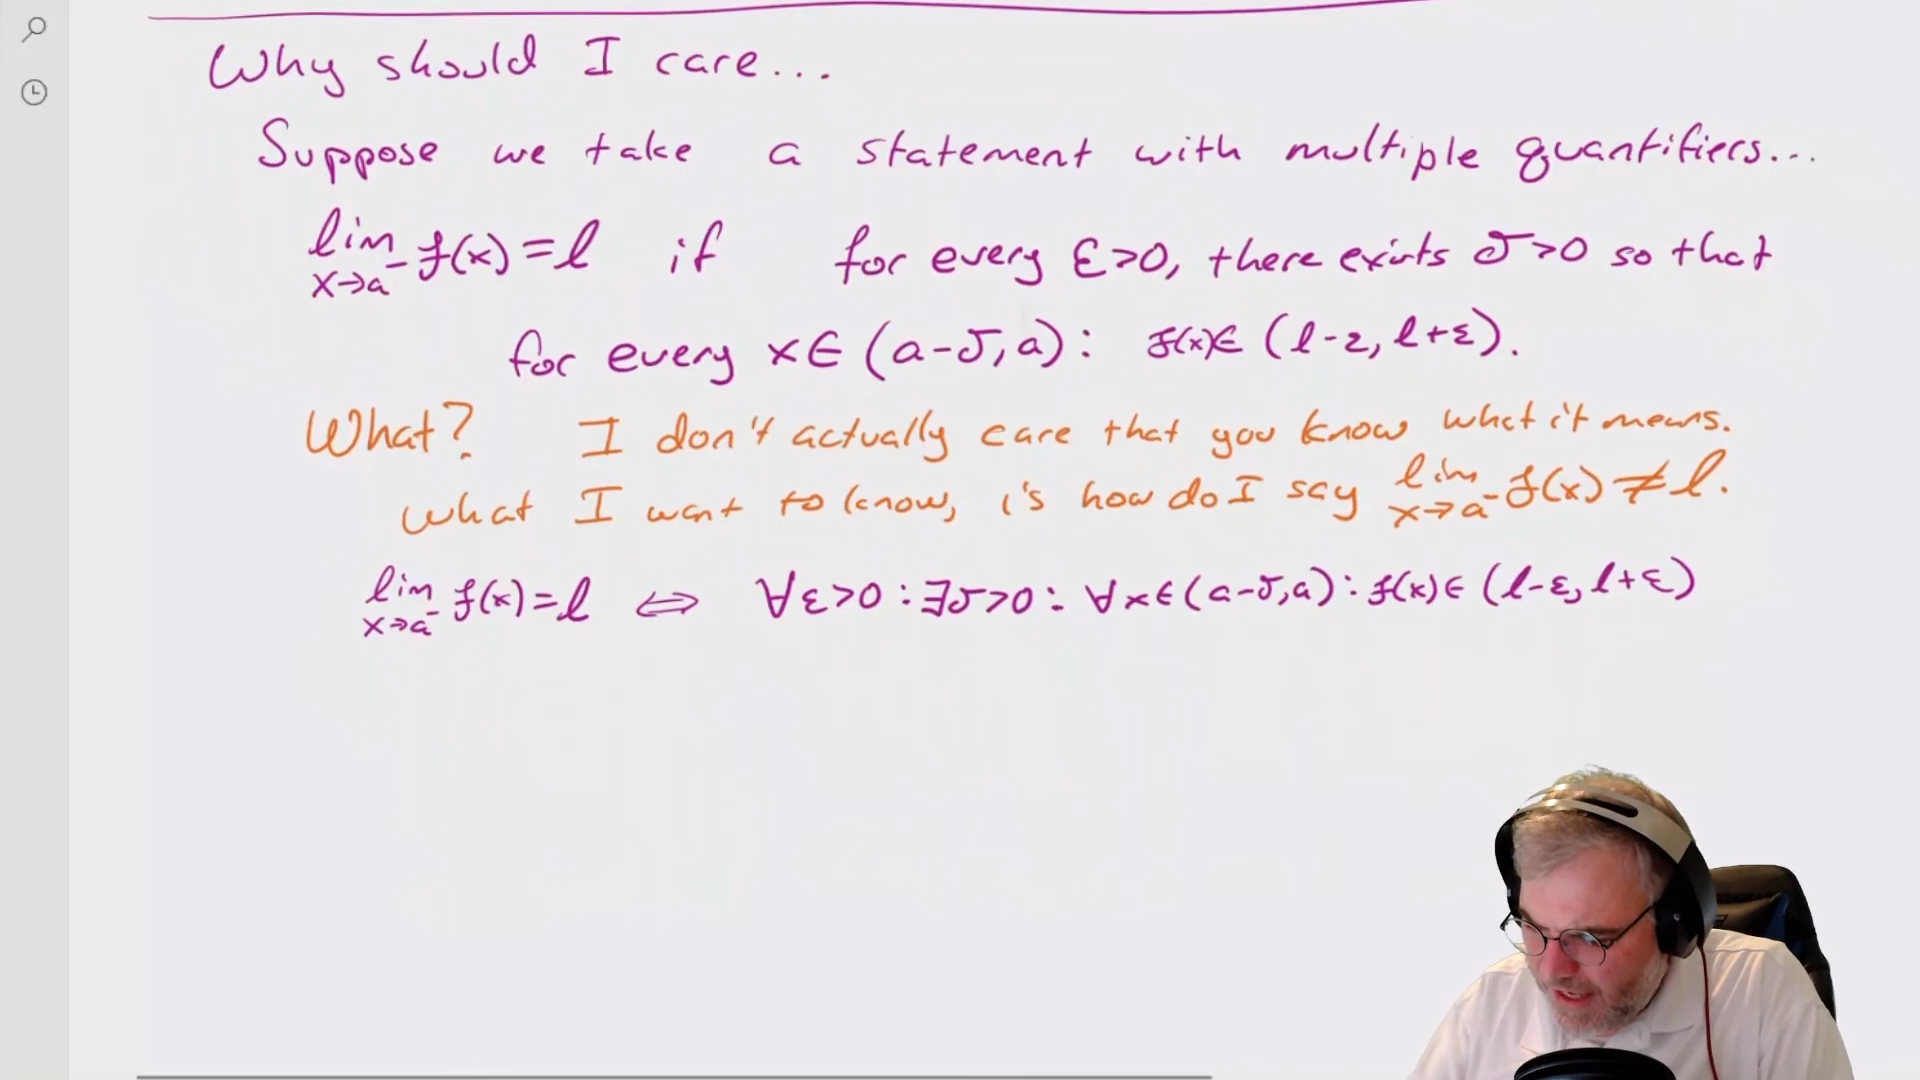 Why should I care...
Suppose we take a statement with multiple quantifiers...
lim x→a⁻ f(x) = l if for every ε>0, there exists δ>0 so that
for every x∈(a-δ,a): f(x)∈(l-ε, l+ε).
What? I don't actually care that you know what it means.
What I want to know, is how do I say lim x→a⁻ f(x) ≠ l.
lim x→a⁻ f(x) = l ⇔ ∀ε>0 : ∃δ>0 : ∀x∈(a-δ,a) : f(x)∈(l-ε, l+ε)